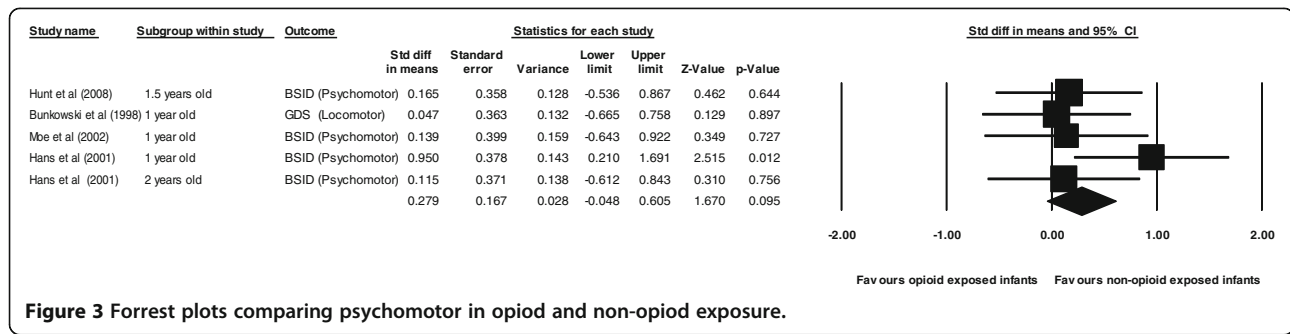 Study name Subgroup within study Outcome Statistics for each study Std diff in means and 95% CI
Std diff in means Standard error Variance Lower limit Upper limit Z-Value p-Value
Hunt et al (2008) 1.5 years old BSID (Psychomotor) 0.165 0.358 0.128 -0.536 0.867 0.462 0.644
Bunkowski et al (1998) 1 year old GDS (Locomotor) 0.047 0.363 0.132 -0.665 0.758 0.129 0.897
Moe et al (2002) 1 year old BSID (Psychomotor) 0.139 0.399 0.159 -0.643 0.922 0.349 0.727
Hans et al (2001) 1 year old BSID (Psychomotor) 0.950 0.378 0.143 0.210 1.691 2.515 0.012
Hans et al (2001) 2 years old BSID (Psychomotor) 0.115 0.371 0.138 -0.612 0.843 0.310 0.756
0.279 0.167 0.028 -0.048 0.605 1.670 0.095
-2.00 -1.00 0.00 1.00 2.00
Favours opioid exposed infants Favours non-opioid exposed infants
Figure 3 Forrest plots comparing psychomotor in opiod and non-opiod exposure.